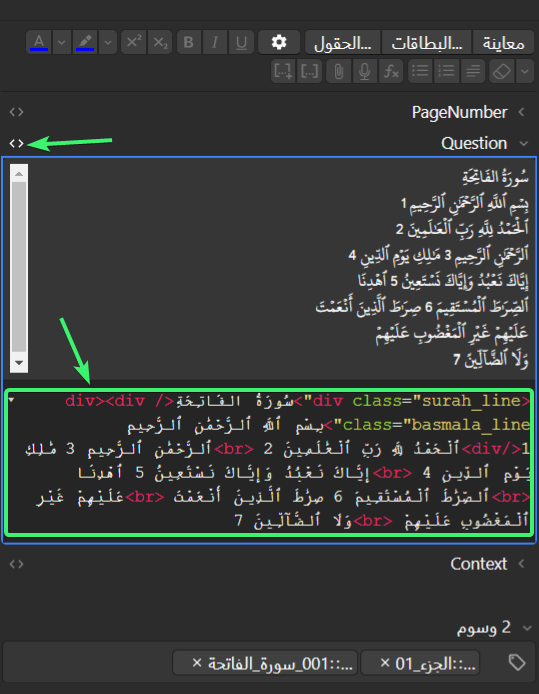 معاينة البطاقات... الحقول... B I U x² x₂ A
fx
PageNumber
Question
سُورَةُ الفَاتِحَةِ
بِسْمِ ٱللَّهِ ٱلرَّحْمَٰنِ ٱلرَّحِيمِ 1
ٱلْحَمْدُ لِلَّهِ رَبِّ ٱلْعَٰلَمِينَ 2
ٱلرَّحْمَٰنِ ٱلرَّحِيمِ 3 مَٰلِكِ يَوْمِ ٱلدِّينِ 4
إِيَّاكَ نَعْبُدُ وَإِيَّاكَ نَسْتَعِينُ 5 ٱهْدِنَا
ٱلصِّرَٰطَ ٱلْمُسْتَقِيمَ 6 صِرَٰطَ ٱلَّذِينَ أَنْعَمْتَ
عَلَيْهِمْ غَيْرِ ٱلْمَغْضُوبِ عَلَيْهِمْ
وَلَا ٱلضَّآلِّينَ 7
<div class="surah_line">سُورَةُ الفَاتِحَةِ</div><div
class="basmala_line">بِسْمِ ٱللَّهِ ٱلرَّحْمَٰنِ ٱلرَّحِيمِ
1</div>ٱلْحَمْدُ لِلَّهِ رَبِّ ٱلْعَٰلَمِينَ 2 <br>ٱلرَّحْمَٰنِ ٱلرَّحِيمِ 3 مَٰلِكِ
يَوْمِ ٱلدِّينِ 4 <br>إِيَّاكَ نَعْبُدُ وَإِيَّاكَ نَسْتَعِينُ 5 ٱهْدِنَا
<br>ٱلصِّرَٰطَ ٱلْمُسْتَقِيمَ 6 صِرَٰطَ ٱلَّذِينَ أَنْعَمْتَ <br>عَلَيْهِمْ غَيْرِ
ٱلْمَغْضُوبِ عَلَيْهِمْ <br>وَلَا ٱلضَّآلِّينَ 7
Context
2 وسوم
...::الجزء_01 × ...::001_سورة_الفاتحة ×